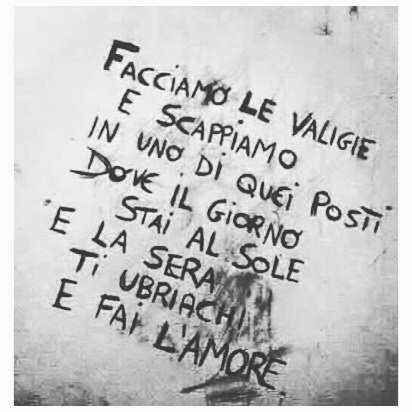 FACCIAMO LE VALIGIE
E SCAPPIAMO
IN UNO DI QUEI POSTI
DOVE IL GIORNO
STAI AL SOLE
E LA SERA
TI UBRIACHI
E FAI L'AMORE